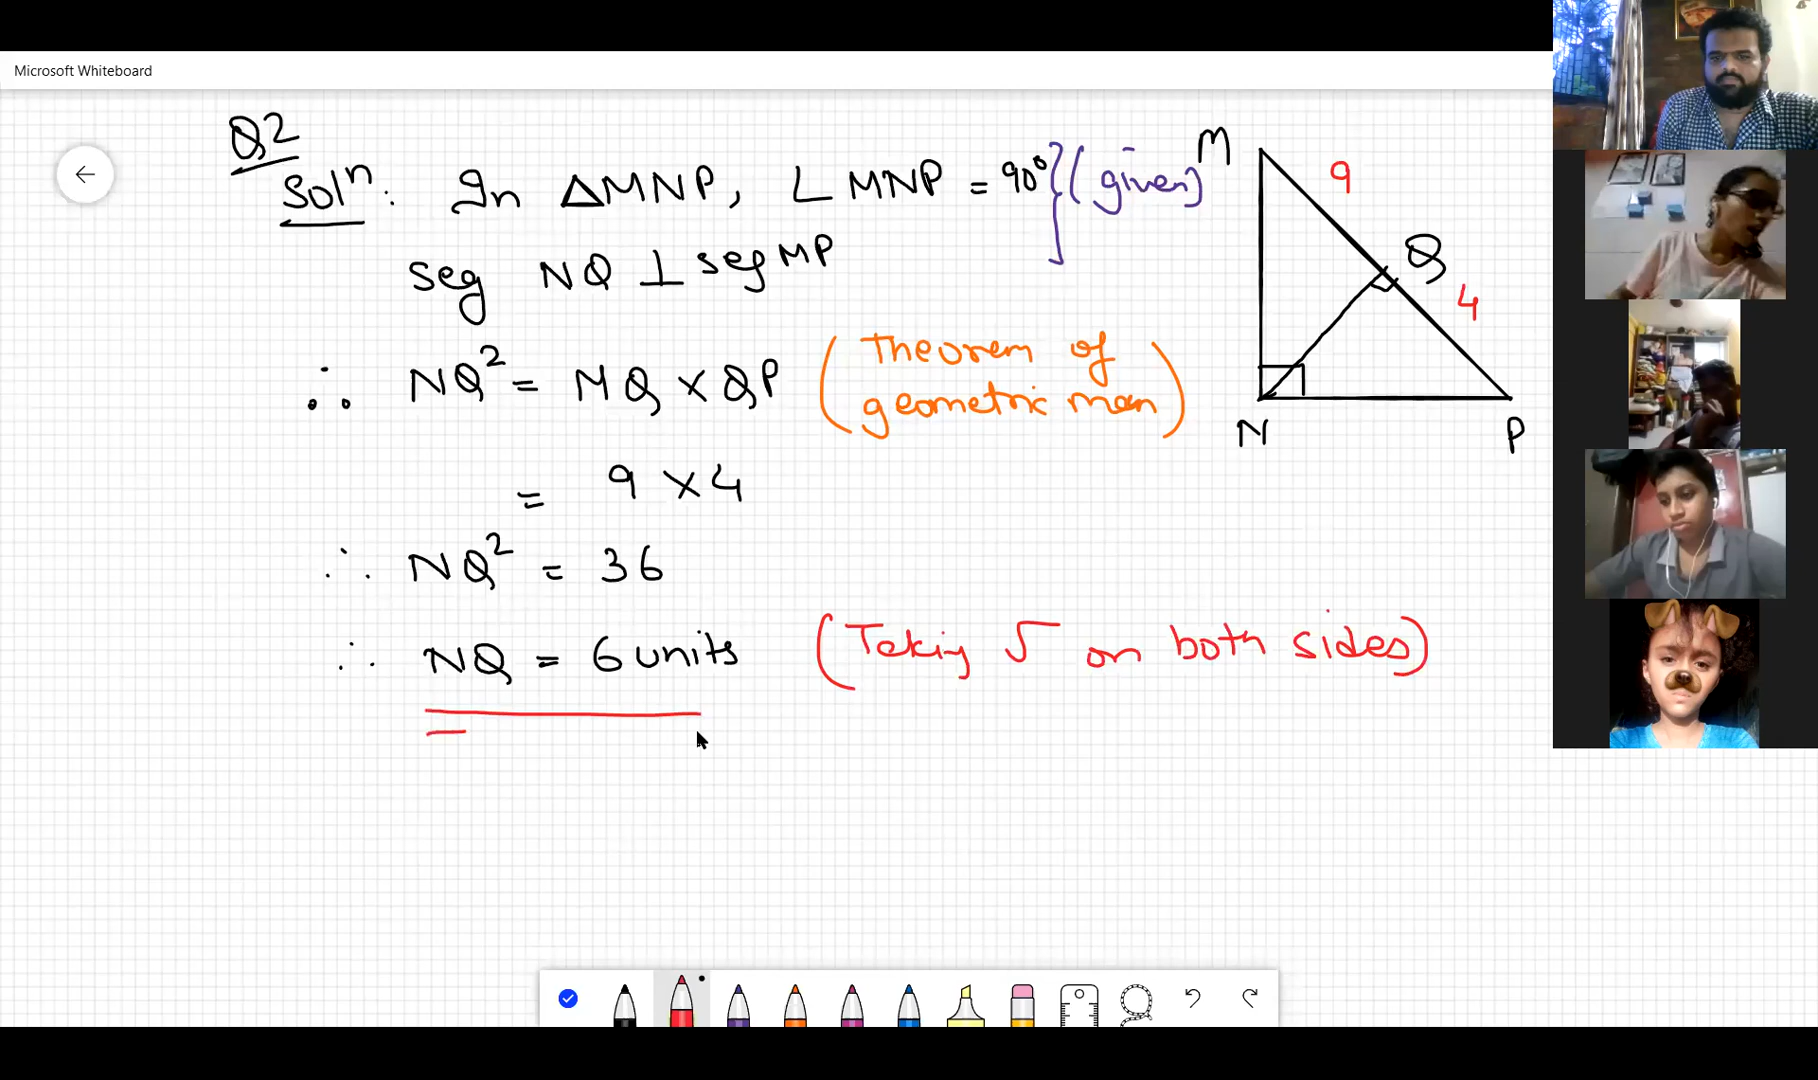 Microsoft Whiteboard
Q2
Solⁿ: In △MNP, ∠MNP = 90° } (given)
seg NQ ⊥ seg MP
∴ NQ² = MQ × QP (Theorem of geometric mean)
= 9 × 4
∴ NQ² = 36
∴ NQ = 6 units (Taking √ on both sides)
M
9
Q
4
N
P